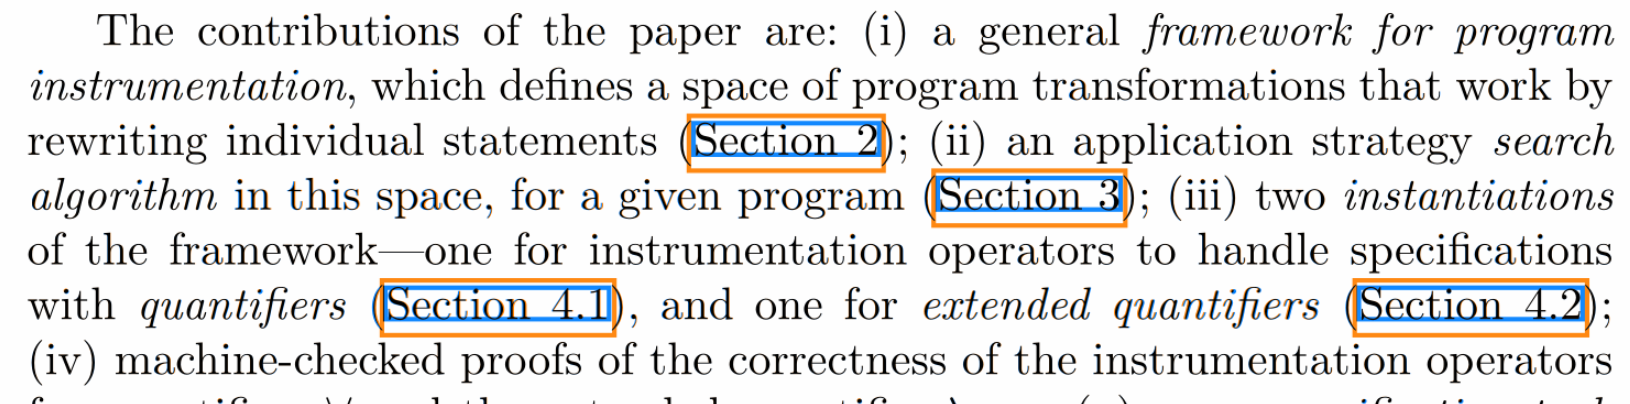 The contributions of the paper are: (i) a general framework for program
instrumentation, which defines a space of program transformations that work by
rewriting individual statements (Section 2); (ii) an application strategy search
algorithm in this space, for a given program (Section 3); (iii) two instantiations
of the framework—one for instrumentation operators to handle specifications
with quantifiers (Section 4.1), and one for extended quantifiers (Section 4.2);
(iv) machine-checked proofs of the correctness of the instrumentation operators